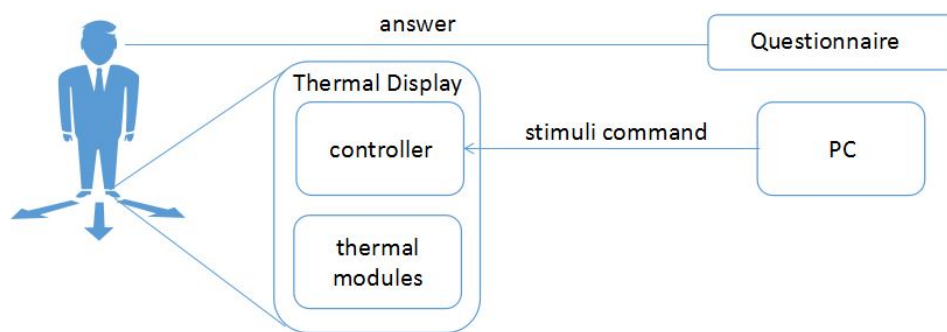 answer
Questionnaire
Thermal Display
controller
stimuli command
PC
thermal
modules